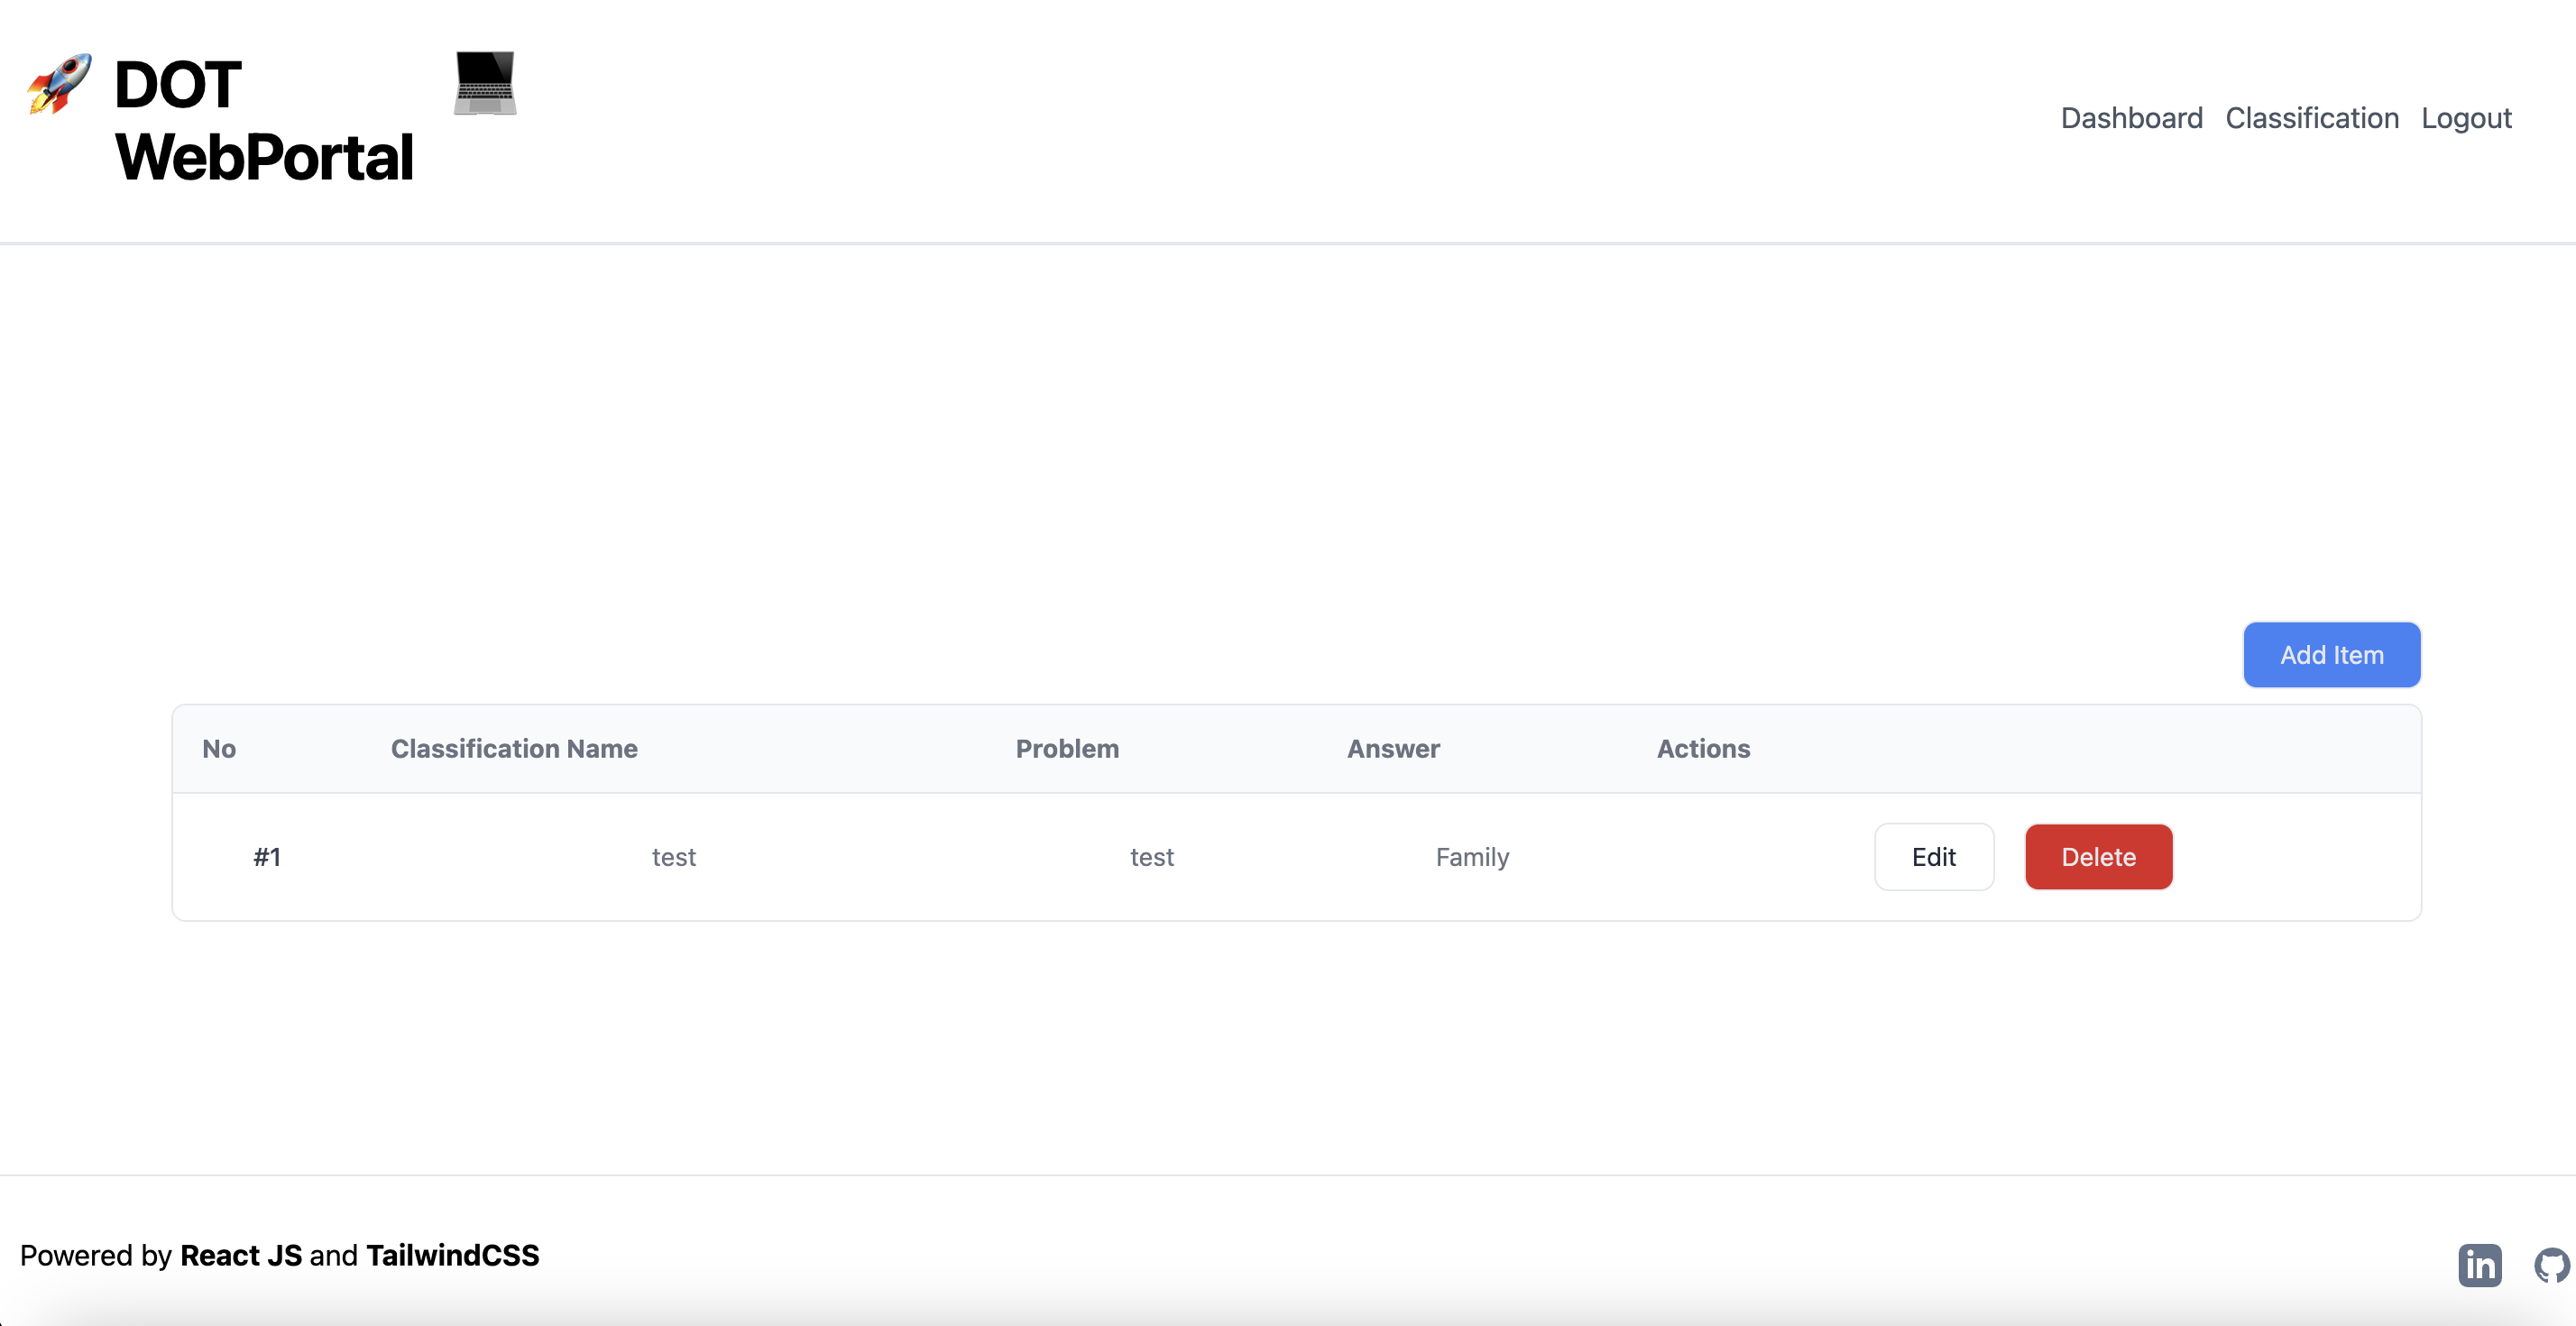 DOT
WebPortal
Dashboard Classification Logout
Add Item
No Classification Name Problem Answer Actions
#1 test test Family Edit Delete
Powered by React JS and TailwindCSS
in